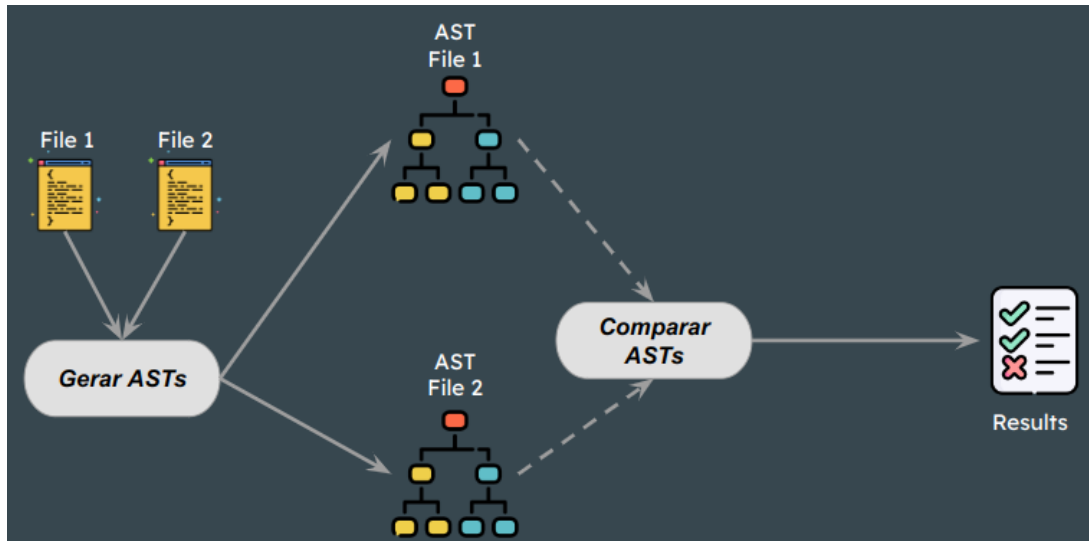 AST
File 1
File 1
File 2
Gerar ASTs
AST
File 2
Comparar
ASTs
Results